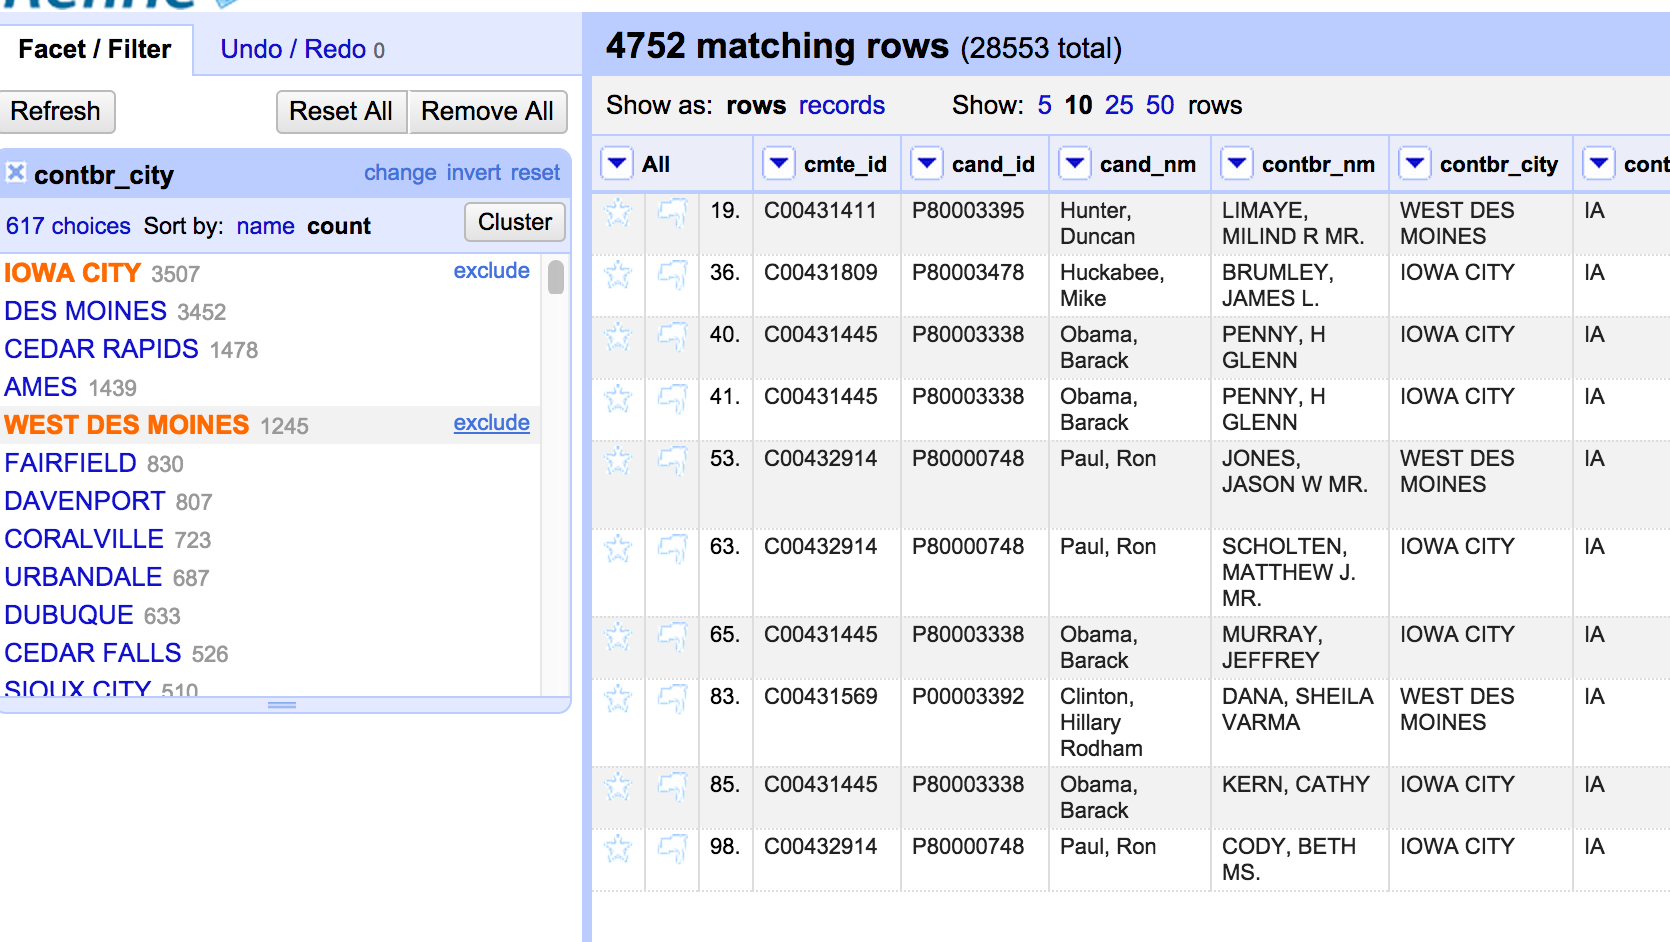 Refine
Facet / Filter
Undo / Redo 0
Refresh
Reset All
Remove All
contbr_city
change invert reset
617 choices Sort by: name count
Cluster
IOWA CITY 3507 exclude
DES MOINES 3452
CEDAR RAPIDS 1478
AMES 1439
WEST DES MOINES 1245 exclude
FAIRFIELD 830
DAVENPORT 807
CORALVILLE 723
URBANDALE 687
DUBUQUE 633
CEDAR FALLS 526
SIOUX CITY 510
4752 matching rows (28553 total)
Show as: rows records Show: 5 10 25 50 rows
All cmte_id cand_id cand_nm contbr_nm contbr_city cont
19. C00431411 P80003395 Hunter, LIMAYE, WEST DES IA
Duncan MILIND R MR. MOINES
36. C00431809 P80003478 Huckabee, BRUMLEY, IOWA CITY IA
Mike JAMES L.
40. C00431445 P80003338 Obama, PENNY, H IOWA CITY IA
Barack GLENN
41. C00431445 P80003338 Obama, PENNY, H IOWA CITY IA
Barack GLENN
53. C00432914 P80000748 Paul, Ron JONES, WEST DES IA
JASON W MR. MOINES
63. C00432914 P80000748 Paul, Ron SCHOLTEN, IOWA CITY IA
MATTHEW J.
MR.
65. C00431445 P80003338 Obama, MURRAY, IOWA CITY IA
Barack JEFFREY
83. C00431569 P00003392 Clinton, DANA, SHEILA WEST DES IA
Hillary VARMA MOINES
Rodham
85. C00431445 P80003338 Obama, KERN, CATHY IOWA CITY IA
Barack
98. C00432914 P80000748 Paul, Ron CODY, BETH IOWA CITY IA
MS.